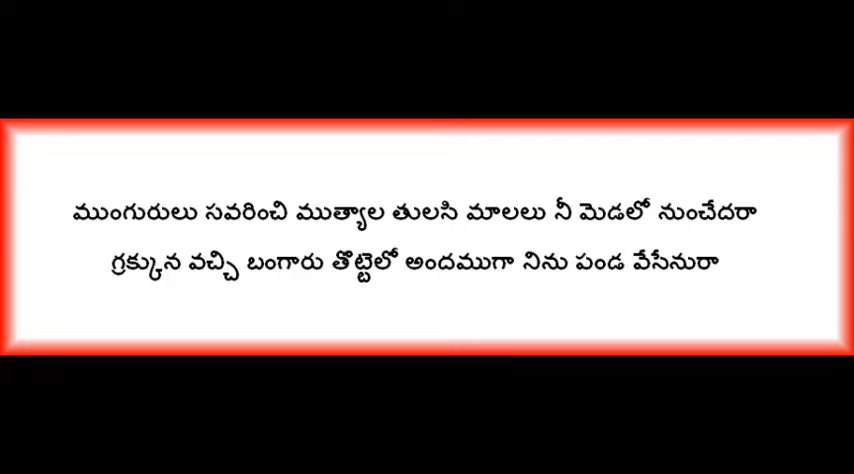 ముంగురులు సవరించి ముత్యాల తులసి మాలలు నీ మెడలో నుంచేదరా
గ్రక్కున వచ్చి బంగారు తొట్టెలో అందముగా నిను పండ వేసేనురా